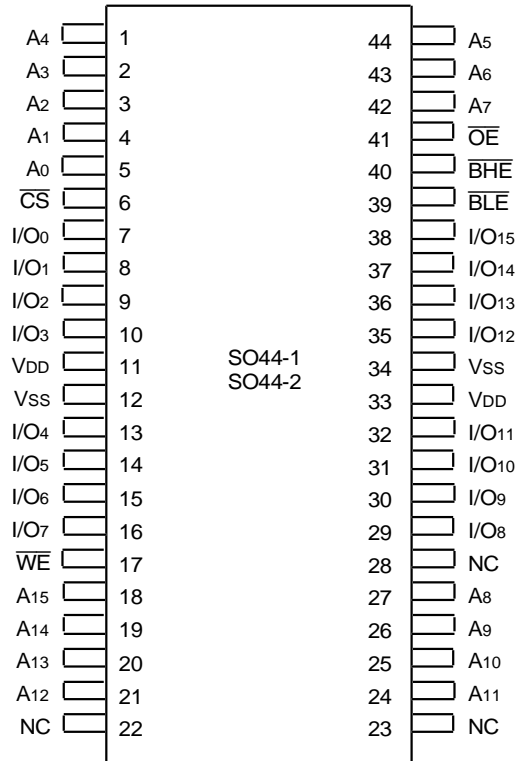 A4 1 44 A5
A3 2 43 A6
A2 3 42 A7
A1 4 41 OE
A0 5 40 BHE
CS 6 39 BLE
I/O0 7 38 I/O15
I/O1 8 37 I/O14
I/O2 9 36 I/O13
I/O3 10 35 I/O12
VDD 11 34 VSS
SO44-1
SO44-2
VSS 12 33 VDD
I/O4 13 32 I/O11
I/O5 14 31 I/O10
I/O6 15 30 I/O9
I/O7 16 29 I/O8
WE 17 28 NC
A15 18 27 A8
A14 19 26 A9
A13 20 25 A10
A12 21 24 A11
NC 22 23 NC